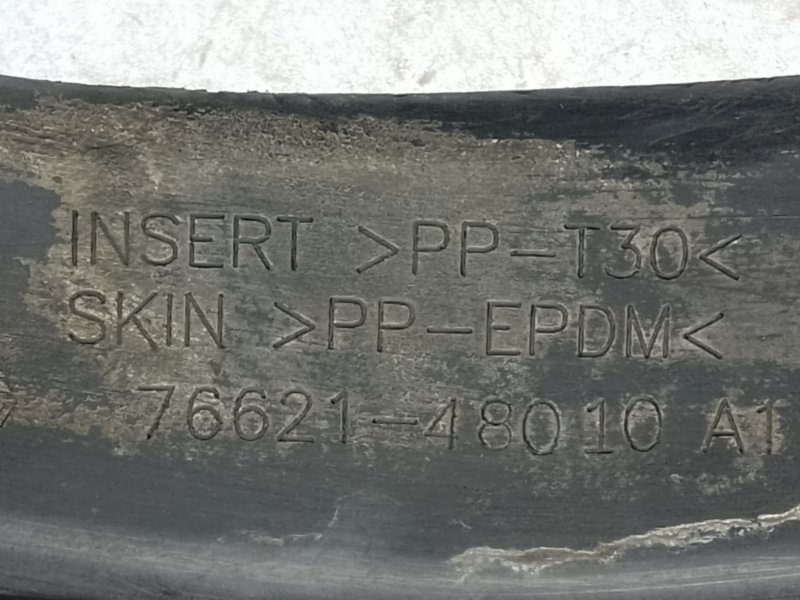 INSERT >PP-T30<
SKIN >PP-EPDM<
76621-48010 A1